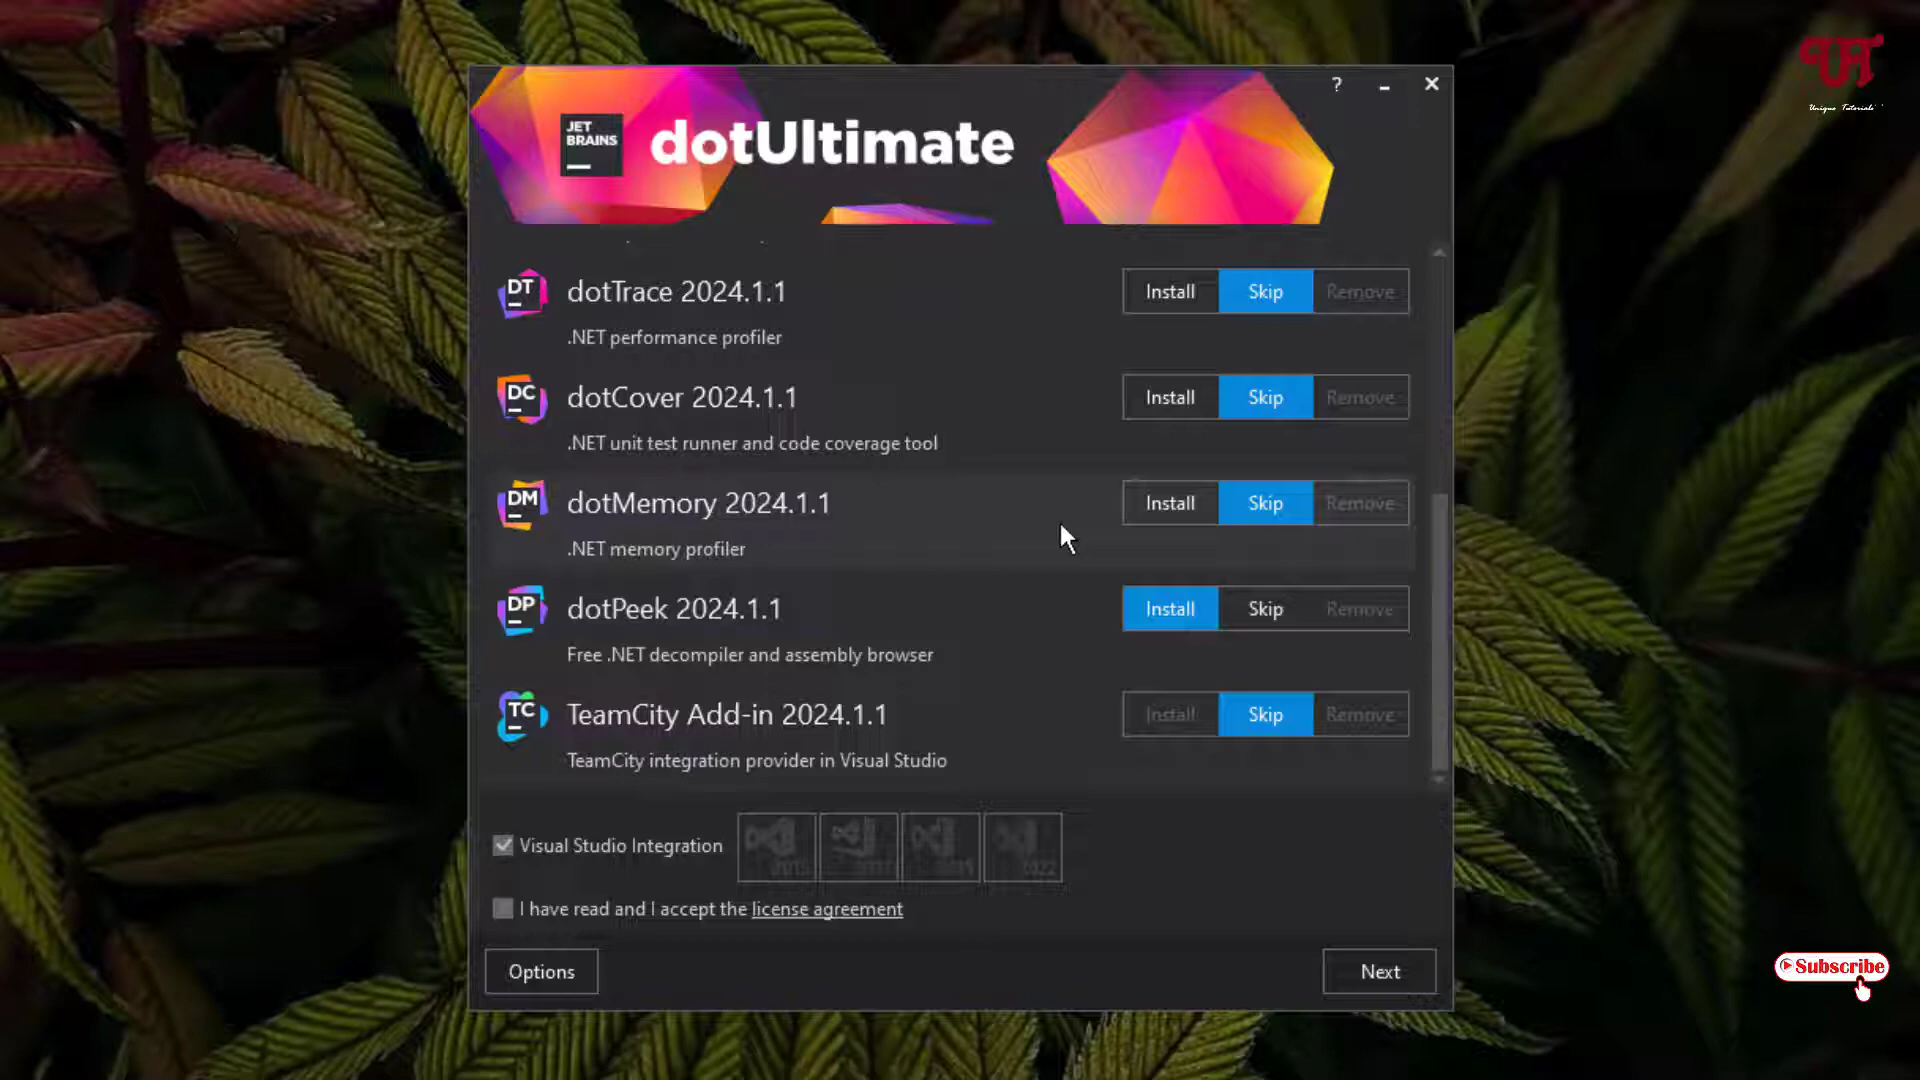 UT
Unique Tutorials
?
JET
BRAINS
dotUltimate
DT
dotTrace 2024.1.1
Install Skip Remove
.NET performance profiler
DC
dotCover 2024.1.1
Install Skip Remove
.NET unit test runner and code coverage tool
DM
dotMemory 2024.1.1
Install Skip Remove
.NET memory profiler
DP
dotPeek 2024.1.1
Install Skip Remove
Free .NET decompiler and assembly browser
TC
TeamCity Add-in 2024.1.1
Install Skip Remove
TeamCity integration provider in Visual Studio
Visual Studio Integration
2022
I have read and I accept the license agreement
Options
Next
Subscribe